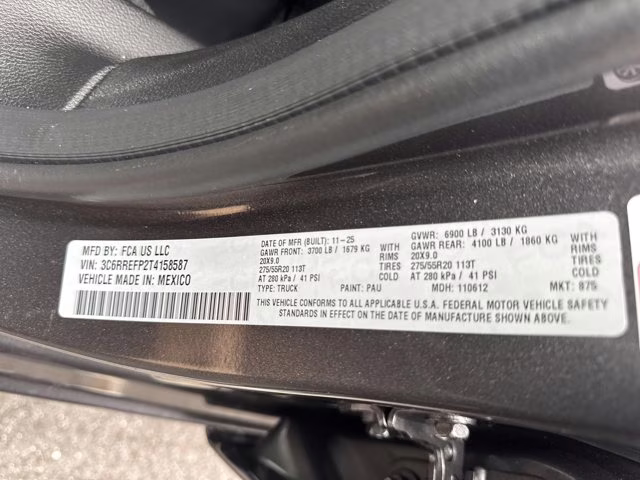 MFD BY: FCA US LLC
VIN: 3C6RREFP2T4158587
VEHICLE MADE IN: MEXICO
DATE OF MFR (BUILT): 11-25
GAWR FRONT: 3700 LB / 1679 KG WITH
20X9.0 RIMS
275/55R20 113T TIRES
AT 280 kPa / 41 PSI COLD
GVWR: 6900 LB / 3130 KG
GAWR REAR: 4100 LB / 1860 KG WITH
20X9.0 RIMS
275/55R20 113T TIRES
AT 280 kPa / 41 PSI COLD
TYPE: TRUCK PAINT: PAU MDH: 110612 MKT: 875
THIS VEHICLE CONFORMS TO ALL APPLICABLE U.S.A. FEDERAL MOTOR VEHICLE SAFETY
STANDARDS IN EFFECT ON THE DATE OF MANUFACTURE SHOWN ABOVE.